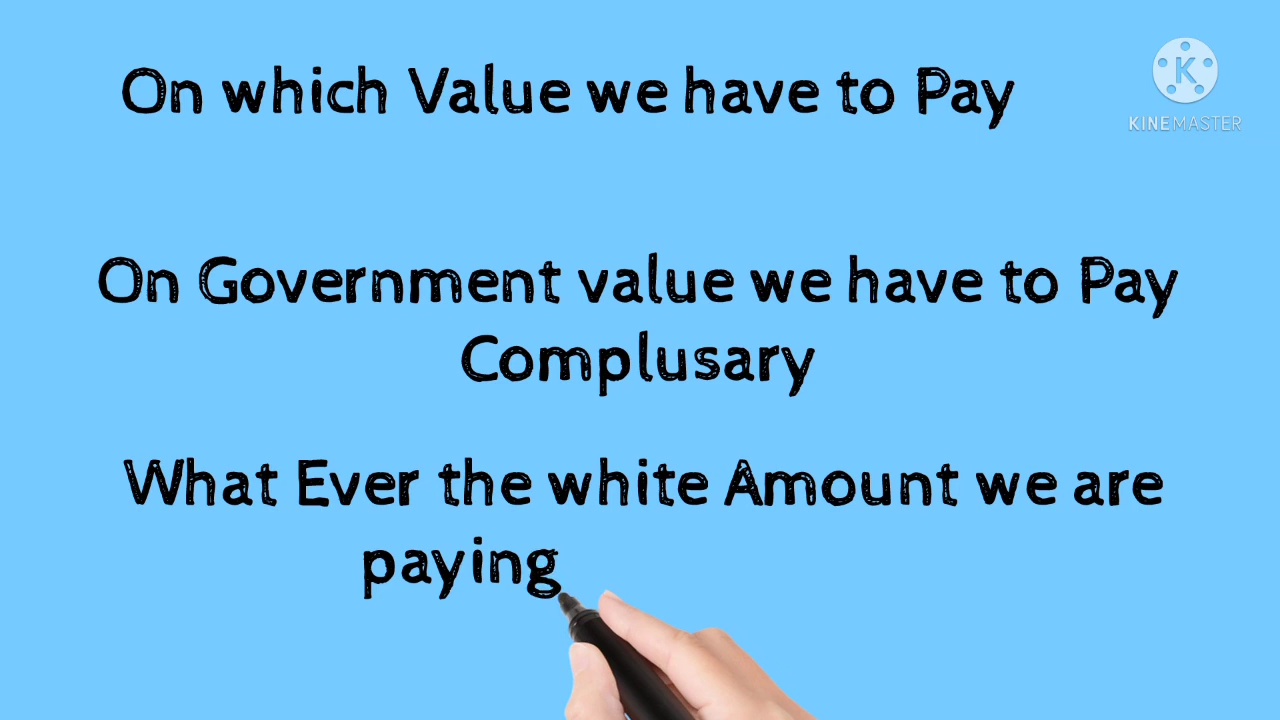 On which Value we have to Pay
KINEMASTER
On Government value we have to Pay
Complusary
What Ever the white Amount we are
paying